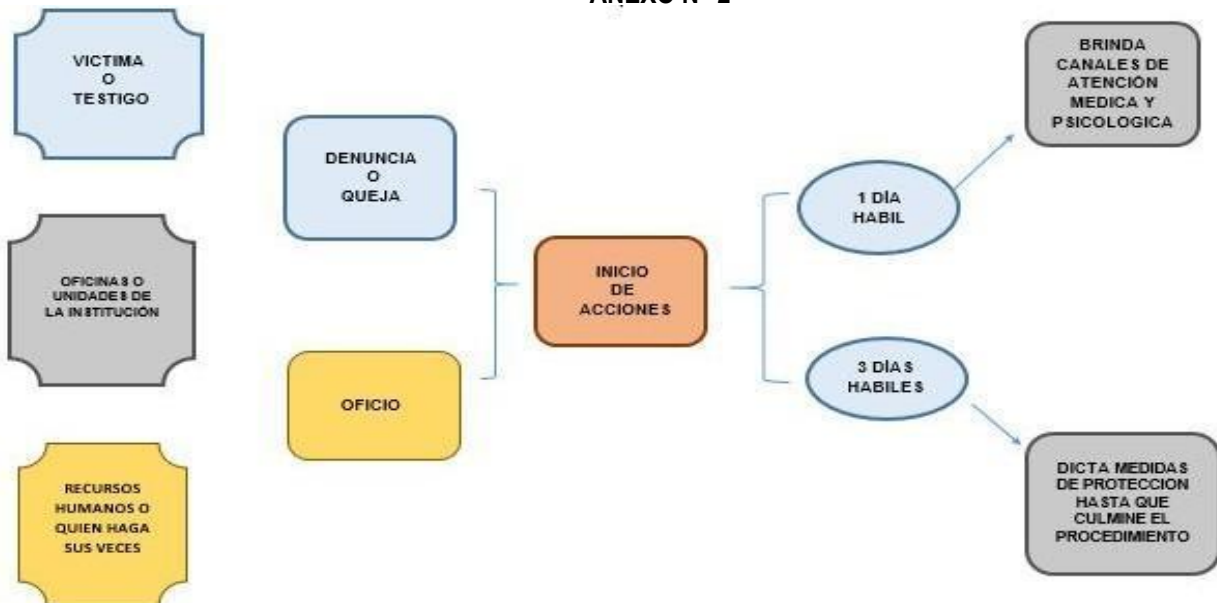 ANEXO N° 2
VICTIMA
O
TESTIGO
OFICINAS O
UNIDADES DE
LA INSTITUCIÓN
RECURSOS
HUMANOS O
QUIEN HAGA
SUS VECES
DENUNCIA
O
QUEJA
OFICIO
INICIO
DE
ACCIONES
1 DÍA
HABIL
3 DÍAS
HABILES
BRINDA
CANALES DE
ATENCIÓN
MEDICA Y
PSICOLOGICA
DICTA MEDIDAS
DE PROTECCION
HASTA QUE
CULMINE EL
PROCEDIMIENTO